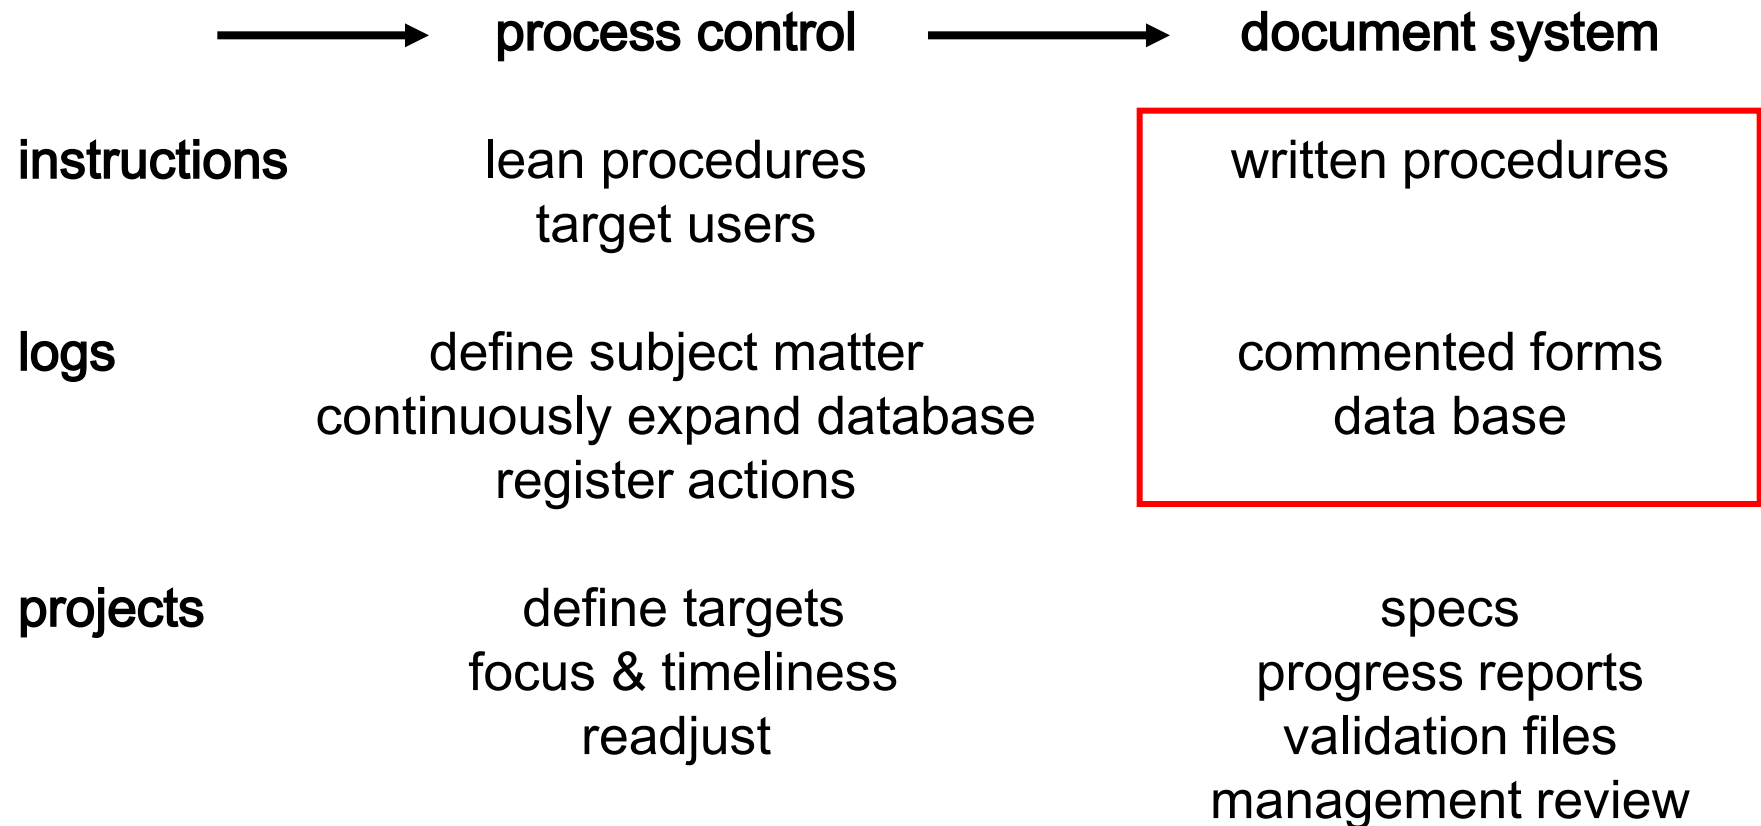 process control document system
instructions lean procedures written procedures
target users
logs define subject matter commented forms
continuously expand database data base
register actions
projects define targets specs
focus & timeliness progress reports
readjust validation files
management review